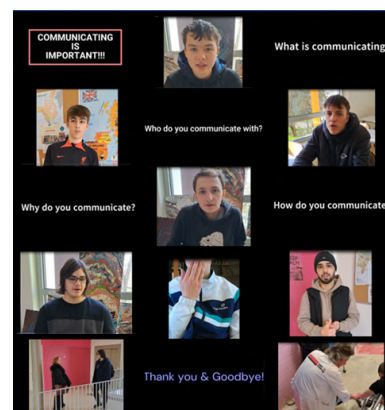 COMMUNICATING
IS
IMPORTANT!!!
What is communicating
Who do you communicate with?
Why do you communicate?
How do you communicate
Thank you & Goodbye!